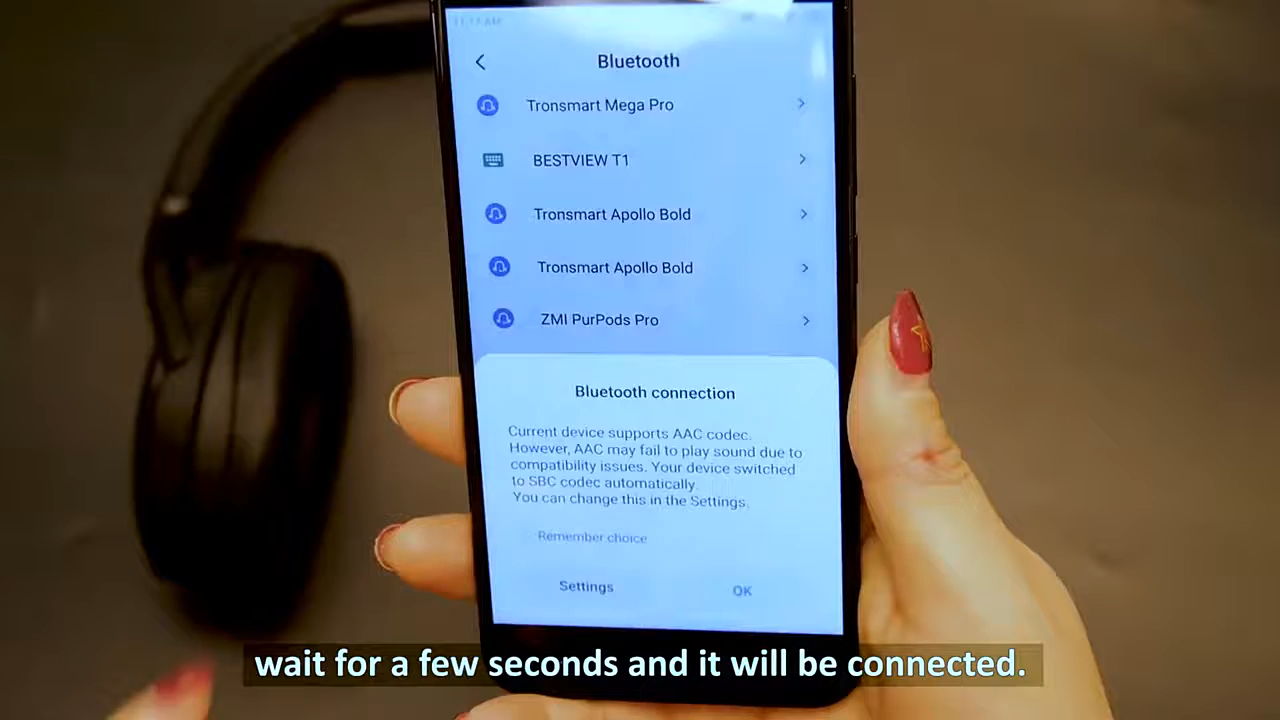 11:17 AM
Bluetooth
Tronsmart Mega Pro
BESTVIEW T1
Tronsmart Apollo Bold
Tronsmart Apollo Bold
ZMI PurPods Pro
Bluetooth connection
Current device supports AAC codec.
However, AAC may fail to play sound due to
compatibility issues. Your device switched
to SBC codec automatically.
You can change this in the Settings.
Remember choice
Settings
OK
wait for a few seconds and it will be connected.